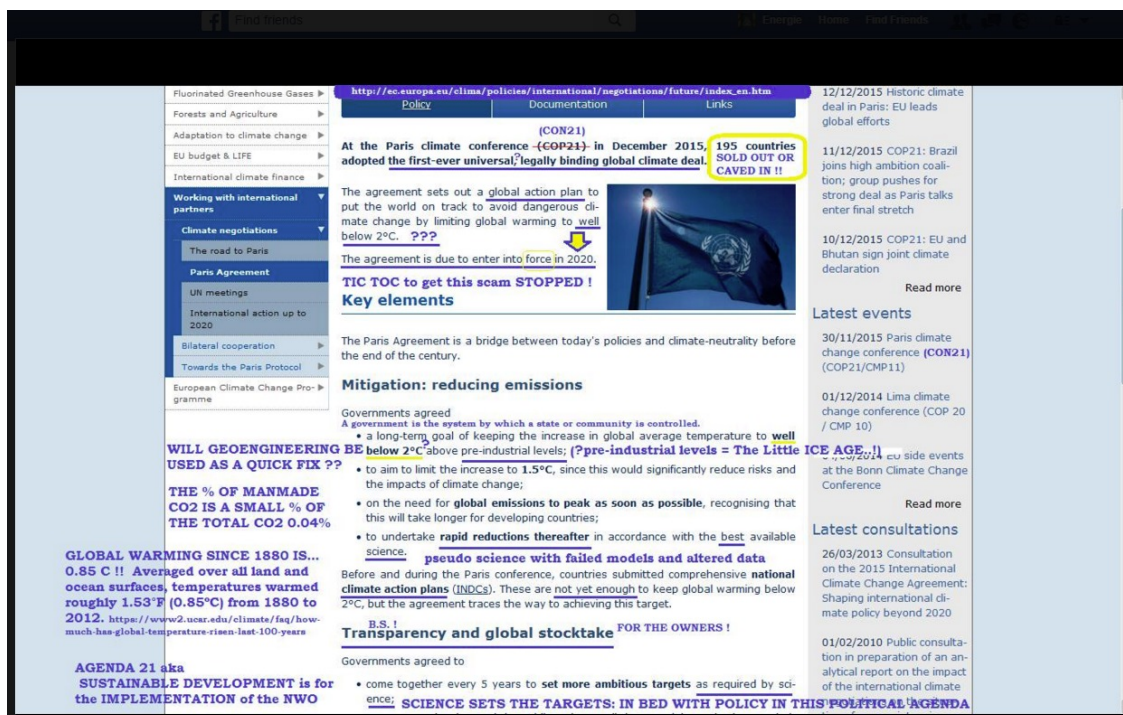 Find friends
Energie Home Find Friends
Fluorinated Greenhouse Gases
Forests and Agriculture
Adaptation to climate change
EU budget & LIFE
International climate finance
Working with international
partners
Climate negotiations
The road to Paris
Paris Agreement
UN meetings
International action up to
2020
Bilateral cooperation
Towards the Paris Protocol
European Climate Change Pro-
gramme
http://ec.europa.eu/clima/policies/international/negotiations/future/index_en.htm
Policy Documentation Links
(CON21)
At the Paris climate conference (COP21) in December 2015, 195 countries
adopted the first-ever universal,? legally binding global climate deal.
SOLD OUT OR
CAVED IN !!
The agreement sets out a global action plan to
put the world on track to avoid dangerous cli-
mate change by limiting global warming to well
below 2ºC. ???
The agreement is due to enter into force in 2020.
TIC TOC to get this scam STOPPED !
Key elements
The Paris Agreement is a bridge between today's policies and climate-neutrality before
the end of the century.
Mitigation: reducing emissions
Governments agreed
A government is the system by which a state or community is controlled.
• a long-term goal of keeping the increase in global average temperature to well
below 2°C? above pre-industrial levels; (?pre-industrial levels = The Little ICE AGE..!)
• to aim to limit the increase to 1.5°C, since this would significantly reduce risks and
the impacts of climate change;
• on the need for global emissions to peak as soon as possible, recognising that
this will take longer for developing countries;
• to undertake rapid reductions thereafter in accordance with the best available
science. pseudo science with failed models and altered data
Before and during the Paris conference, countries submitted comprehensive national
climate action plans (INDCs). These are not yet enough to keep global warming below
2°C, but the agreement traces the way to achieving this target.
B.S. !
Transparency and global stocktake FOR THE OWNERS !
Governments agreed to
• come together every 5 years to set more ambitious targets as required by sci-
ence; SCIENCE SETS THE TARGETS: IN BED WITH POLICY IN THIS POLITICAL AGENDA
WILL GEOENGINEERING BE
USED AS A QUICK FIX ??
THE % OF MANMADE
CO2 IS A SMALL % OF
THE TOTAL CO2 0.04%
GLOBAL WARMING SINCE 1880 IS...
0.85 C !! Averaged over all land and
ocean surfaces, temperatures warmed
roughly 1.53°F (0.85ºC) from 1880 to
2012. https://www2.ucar.edu/climate/faq/how-
much-has-global-temperature-risen-last-100-years
AGENDA 21 aka
SUSTAINABLE DEVELOPMENT is for
the IMPLEMENTATION of the NWO
12/12/2015 Historic climate
deal in Paris: EU leads
global efforts
11/12/2015 COP21: Brazil
joins high ambition coali-
tion; group pushes for
strong deal as Paris talks
enter final stretch
10/12/2015 COP21: EU and
Bhutan sign joint climate
declaration
Read more
Latest events
30/11/2015 Paris climate
change conference (CON21)
(COP21/CMP11)
01/12/2014 Lima climate
change conference (COP 20
/ CMP 10)
EU side events
at the Bonn Climate Change
Conference
Read more
Latest consultations
26/03/2013 Consultation
on the 2015 International
Climate Change Agreement:
Shaping international cli-
mate policy beyond 2020
01/02/2010 Public consulta-
tion in preparation of an an-
alytical report on the impact
of the international climate